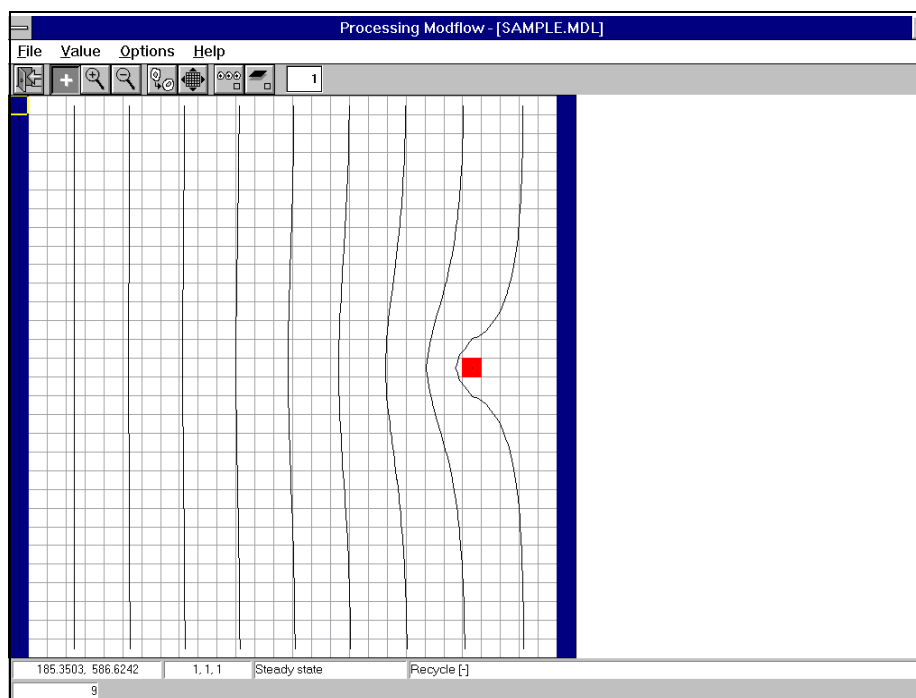 Processing Modflow - [SAMPLE.MDL]
File Value Options Help
1
185.3503, 586.6242 1, 1, 1 Steady state Recycle [-]
9